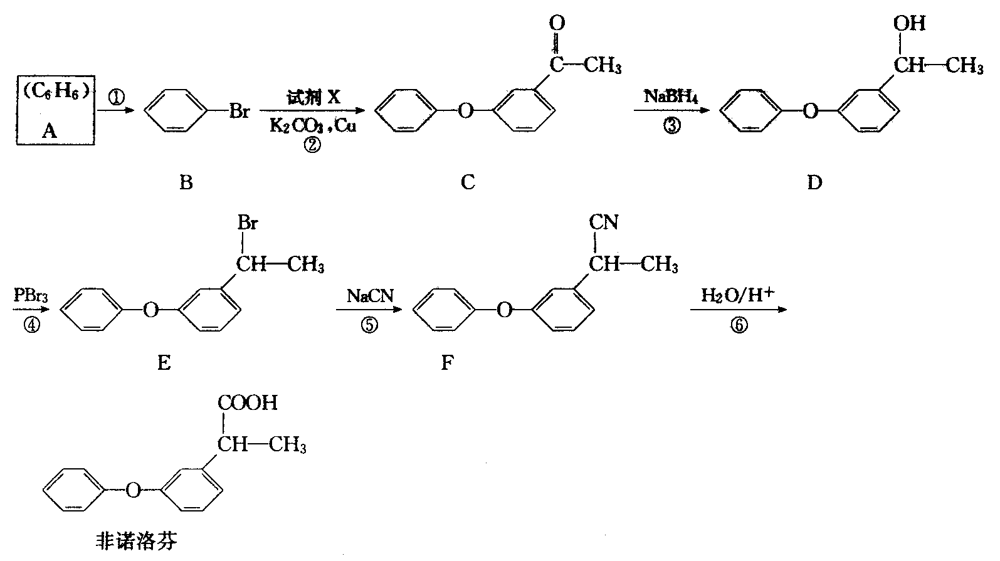 O
OH
(C₆H₆)
A
①
Br
试剂 X
K₂CO₃,Cu
②
O
C—CH₃
NaBH₄
③
O
CH—CH₃
B
C
D
Br
CN
CH—CH₃
CH—CH₃
PBr₃
④
O
NaCN
⑤
O
H₂O/H⁺
⑥
E
F
COOH
CH—CH₃
O
非诺洛芬